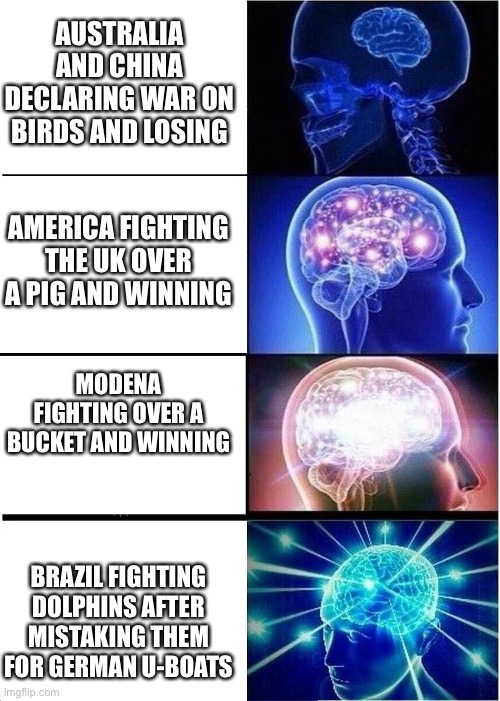 AUSTRALIA
AND CHINA
DECLARING WAR ON
BIRDS AND LOSING
AMERICA FIGHTING
THE UK OVER
A PIG AND WINNING
MODENA
FIGHTING OVER A
BUCKET AND WINNING
BRAZIL FIGHTING
DOLPHINS AFTER
MISTAKING THEM
FOR GERMAN U-BOATS
imgflip.com